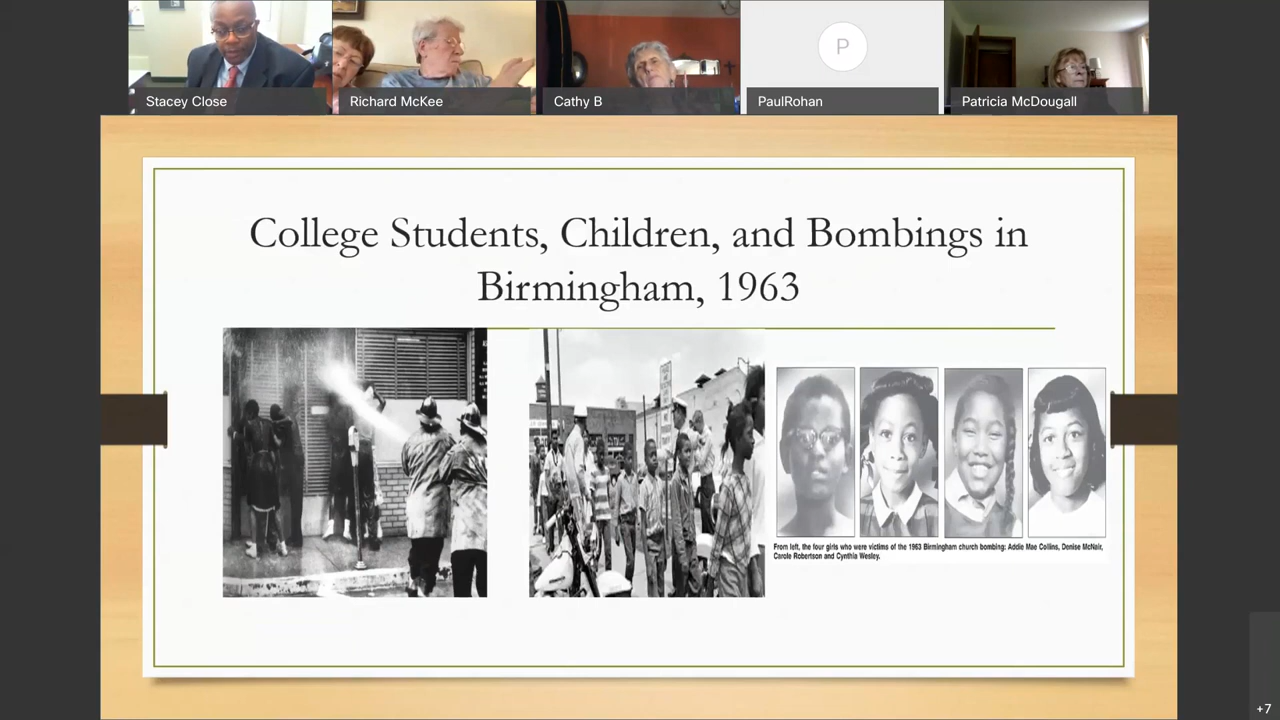 Stacey Close
Richard McKee
Cathy B
P
PaulRohan
Patricia McDougall
College Students, Children, and Bombings in
Birmingham, 1963
From left, the four girls who were victims of the 1963 Birmingham church bombing: Addie Mae Collins, Denise McNair,
Carole Robertson and Cynthia Wesley.
+7